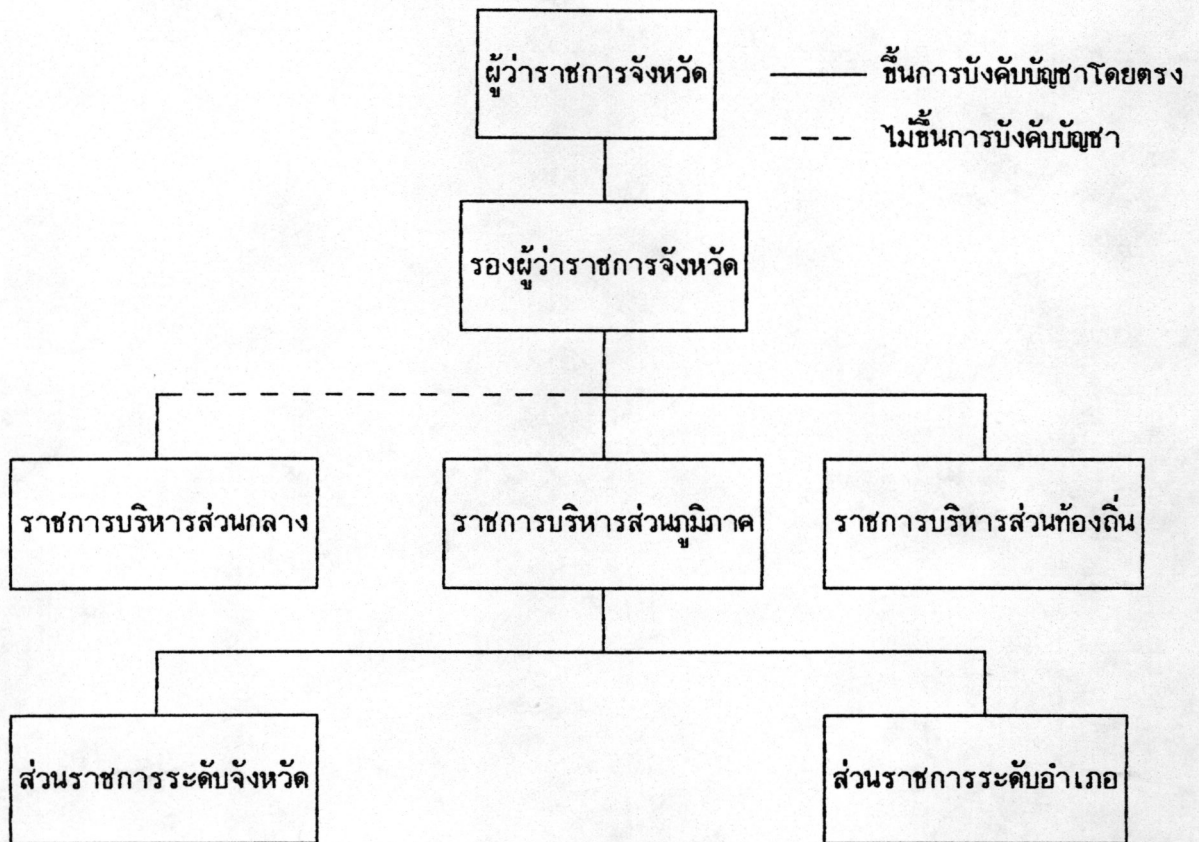 ผู้ว่าราชการจังหวัด
ขึ้นการบังคับบัญชาโดยตรง
ไม่ขึ้นการบังคับบัญชา
รองผู้ว่าราชการจังหวัด
ราชการบริหารส่วนกลาง
ราชการบริหารส่วนภูมิภาค
ราชการบริหารส่วนท้องถิ่น
ส่วนราชการระดับจังหวัด
ส่วนราชการระดับอำเภอ